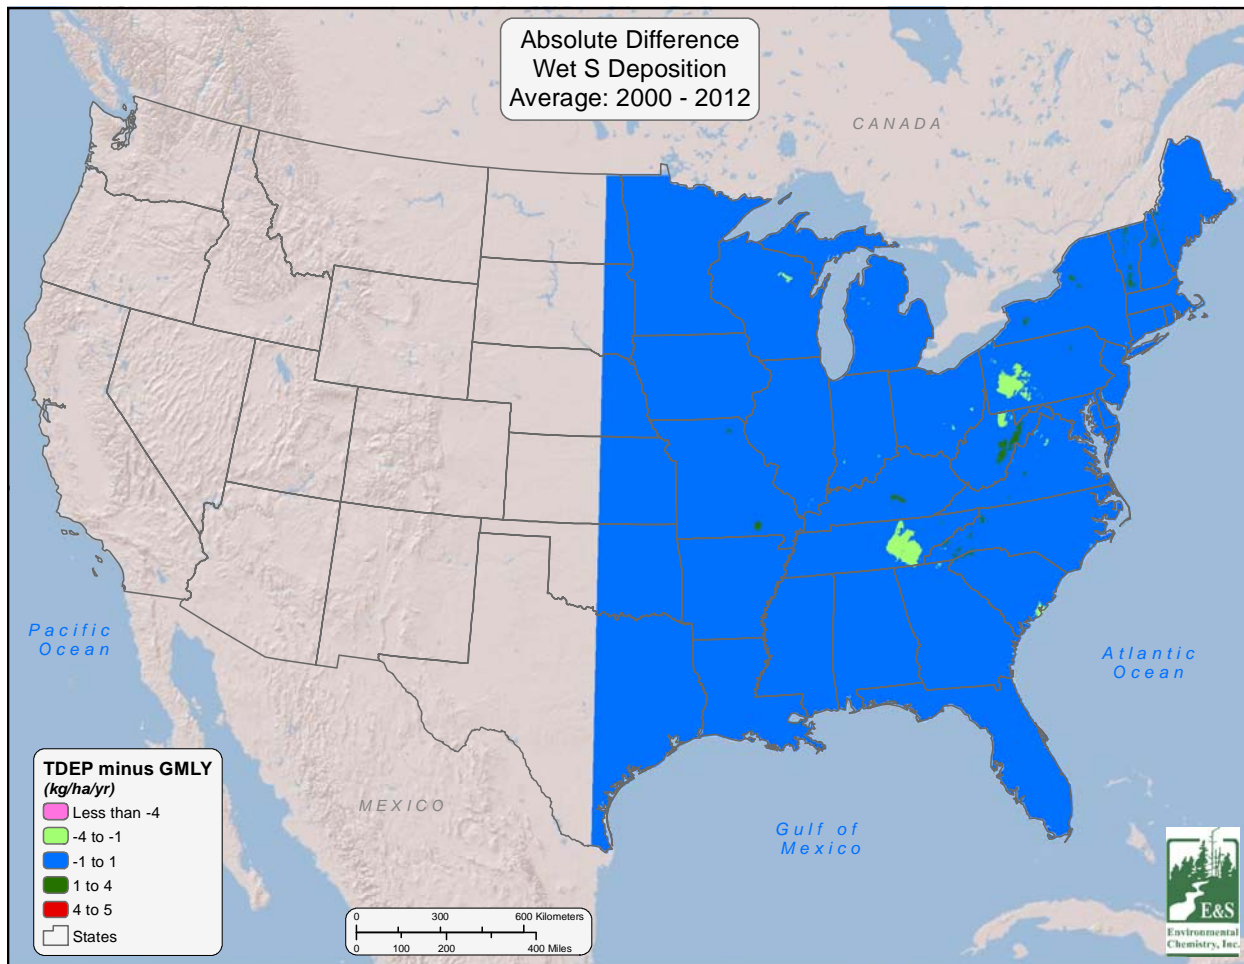 Absolute Difference
Wet S Deposition
Average: 2000 - 2012
CANADA
Pacific
Ocean
Atlantic
Ocean
MEXICO
Gulf of
Mexico
TDEP minus GMLY
(kg/ha/yr)
Less than -4
-4 to -1
-1 to 1
1 to 4
4 to 5
States
0 300 600 Kilometers
0 100 200 400 Miles
E&S
Environmental
Chemistry, Inc.